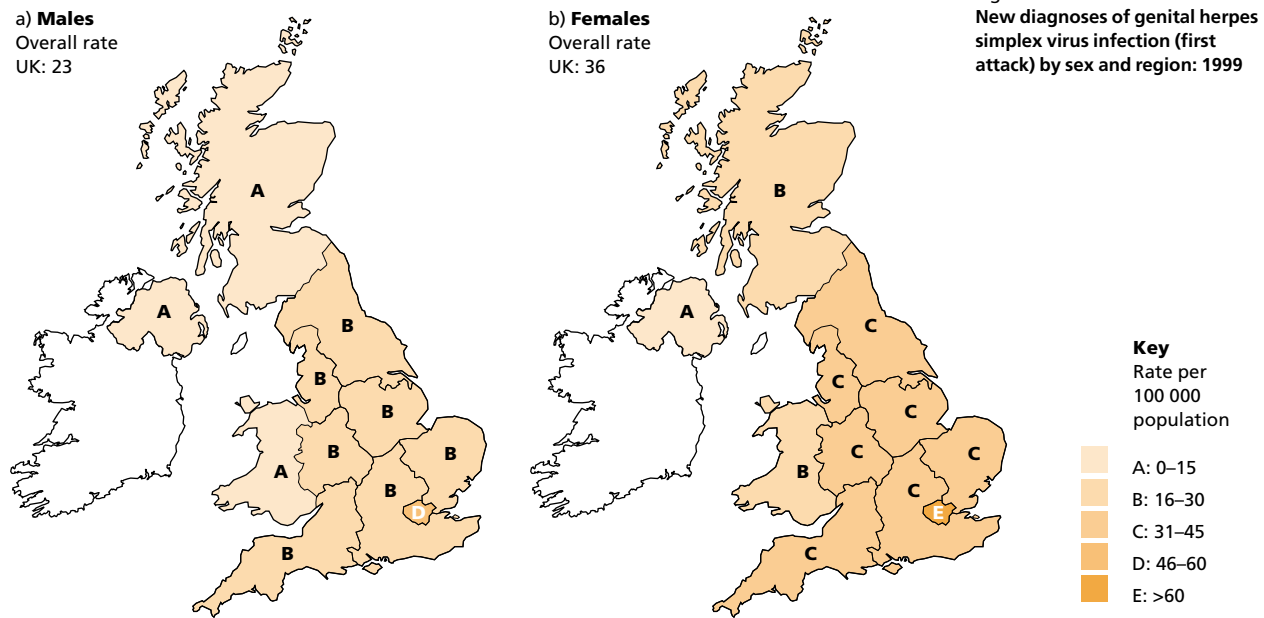 a) Males
Overall rate
UK: 23
b) Females
Overall rate
UK: 36
New diagnoses of genital herpes
simplex virus infection (first
attack) by sex and region: 1999
A
A
B
B
B
B
B
A
B
D
B
B
A
C
C
C
C
C
B
C
E
C
Key
Rate per
100 000
population
A: 0–15
B: 16–30
C: 31–45
D: 46–60
E: >60